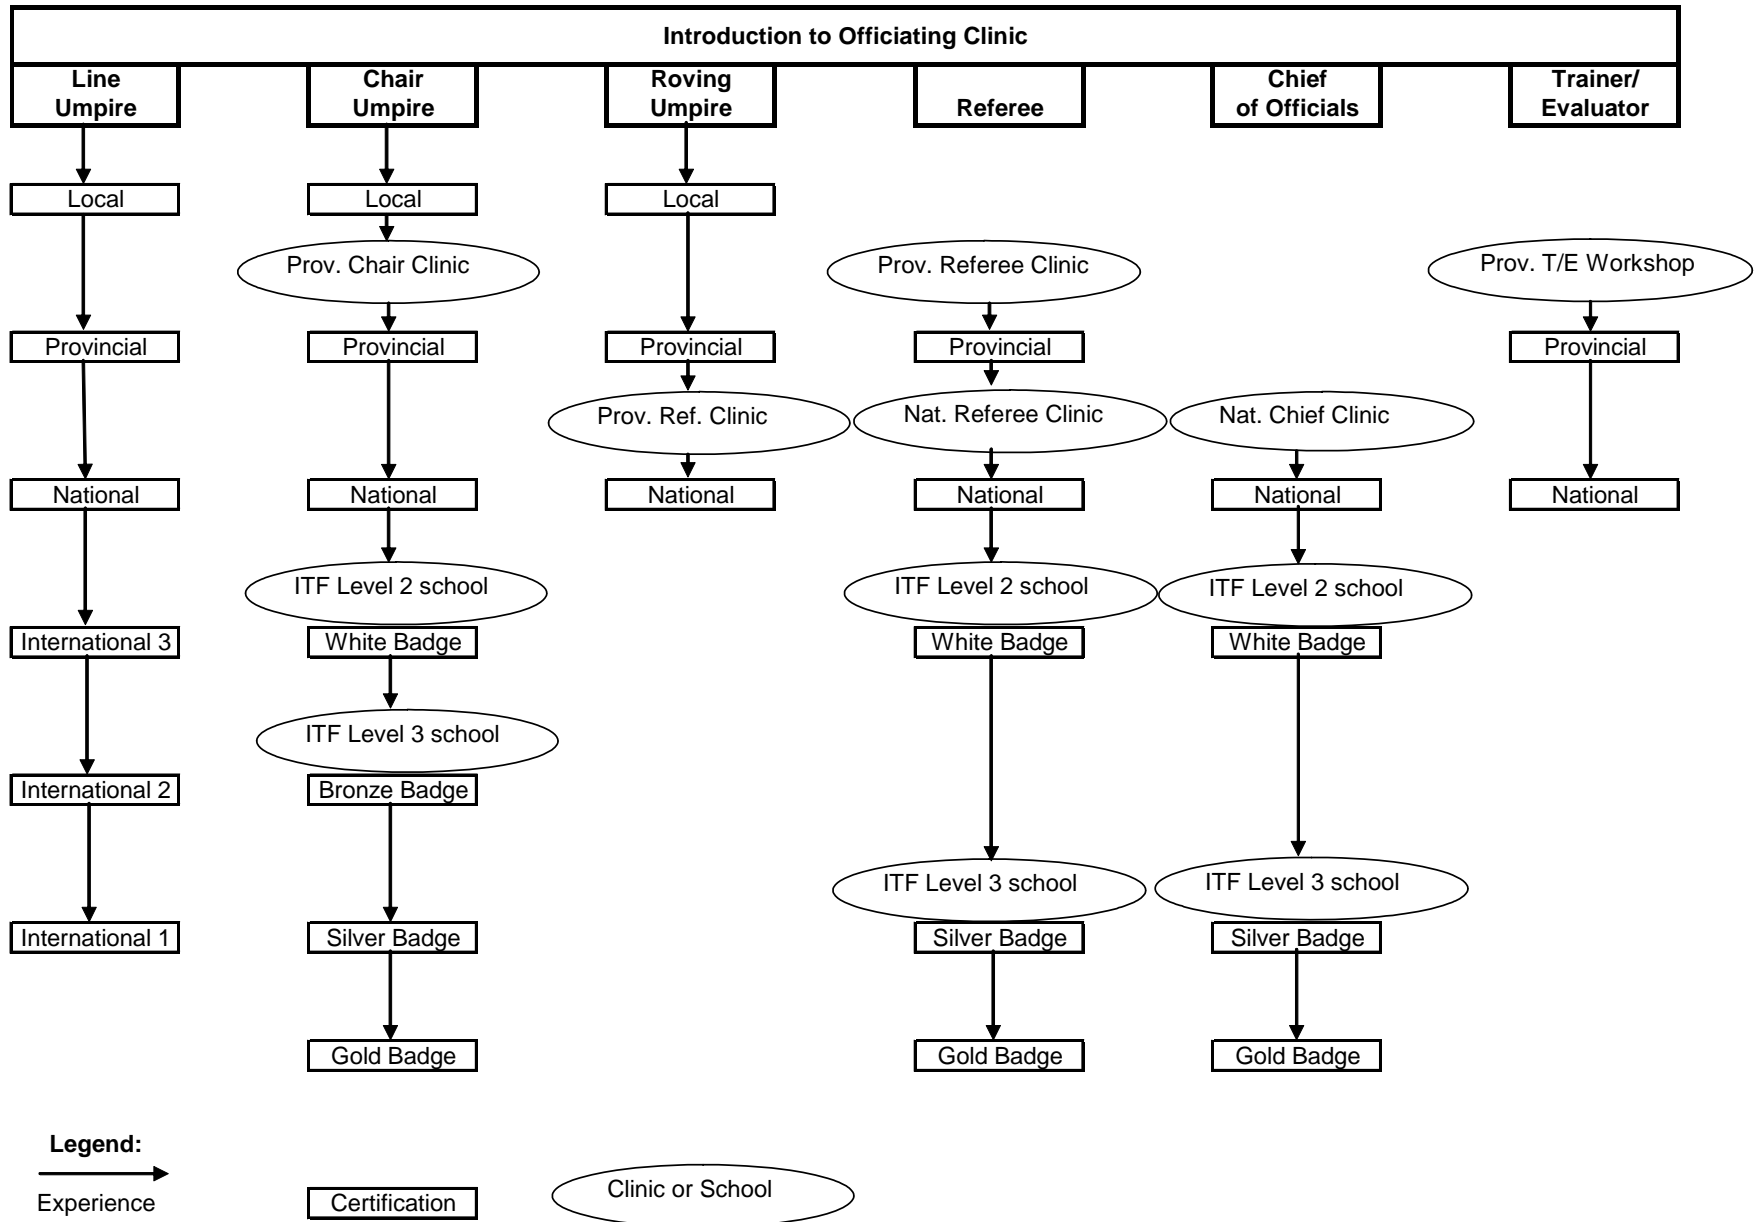 Introduction to Officiating Clinic
Line
Umpire
Chair
Umpire
Roving
Umpire
Referee
Chief
of Officials
Trainer/
Evaluator
Local
Local
Local
Prov. Chair Clinic
Prov. Referee Clinic
Prov. T/E Workshop
Provincial
Provincial
Provincial
Provincial
Provincial
Prov. Ref. Clinic
Nat. Referee Clinic
Nat. Chief Clinic
National
National
National
National
National
National
ITF Level 2 school
ITF Level 2 school
ITF Level 2 school
International 3
White Badge
White Badge
White Badge
ITF Level 3 school
International 2
Bronze Badge
ITF Level 3 school
ITF Level 3 school
International 1
Silver Badge
Silver Badge
Silver Badge
Gold Badge
Gold Badge
Gold Badge
Legend:
Experience
Certification
Clinic or School